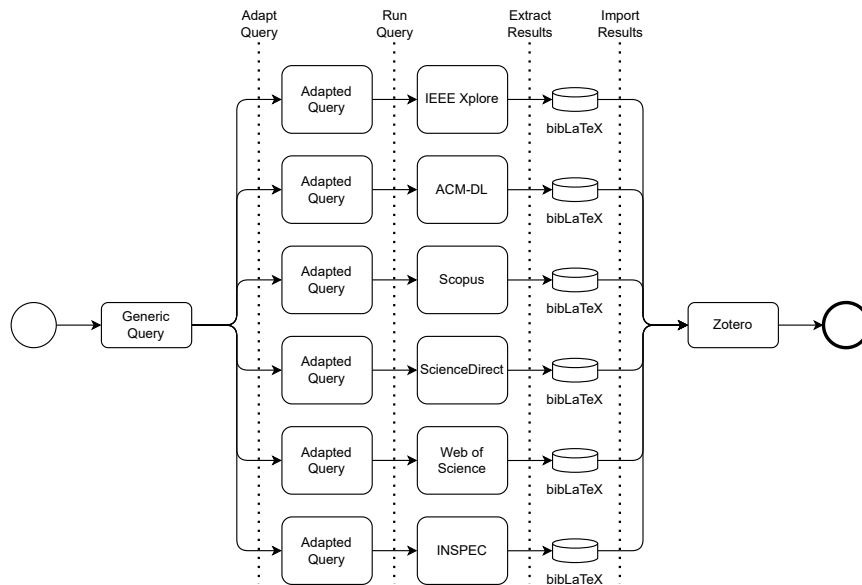 Adapt
Query
Run
Query
Extract
Results
Import
Results
Adapted
Query
IEEE Xplore
bibLaTeX
Adapted
Query
ACM-DL
bibLaTeX
Adapted
Query
Scopus
bibLaTeX
Generic
Query
Zotero
Adapted
Query
ScienceDirect
bibLaTeX
Adapted
Query
Web of
Science
bibLaTeX
Adapted
Query
INSPEC
bibLaTeX